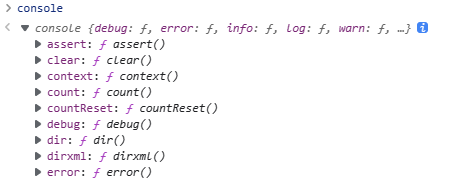 > console
< ▼ console {debug: ƒ, error: ƒ, info: ƒ, log: ƒ, warn: ƒ, …} i
▶ assert: ƒ assert()
▶ clear: ƒ clear()
▶ context: ƒ context()
▶ count: ƒ count()
▶ countReset: ƒ countReset()
▶ debug: ƒ debug()
▶ dir: ƒ dir()
▶ dirxml: ƒ dirxml()
▶ error: ƒ error()